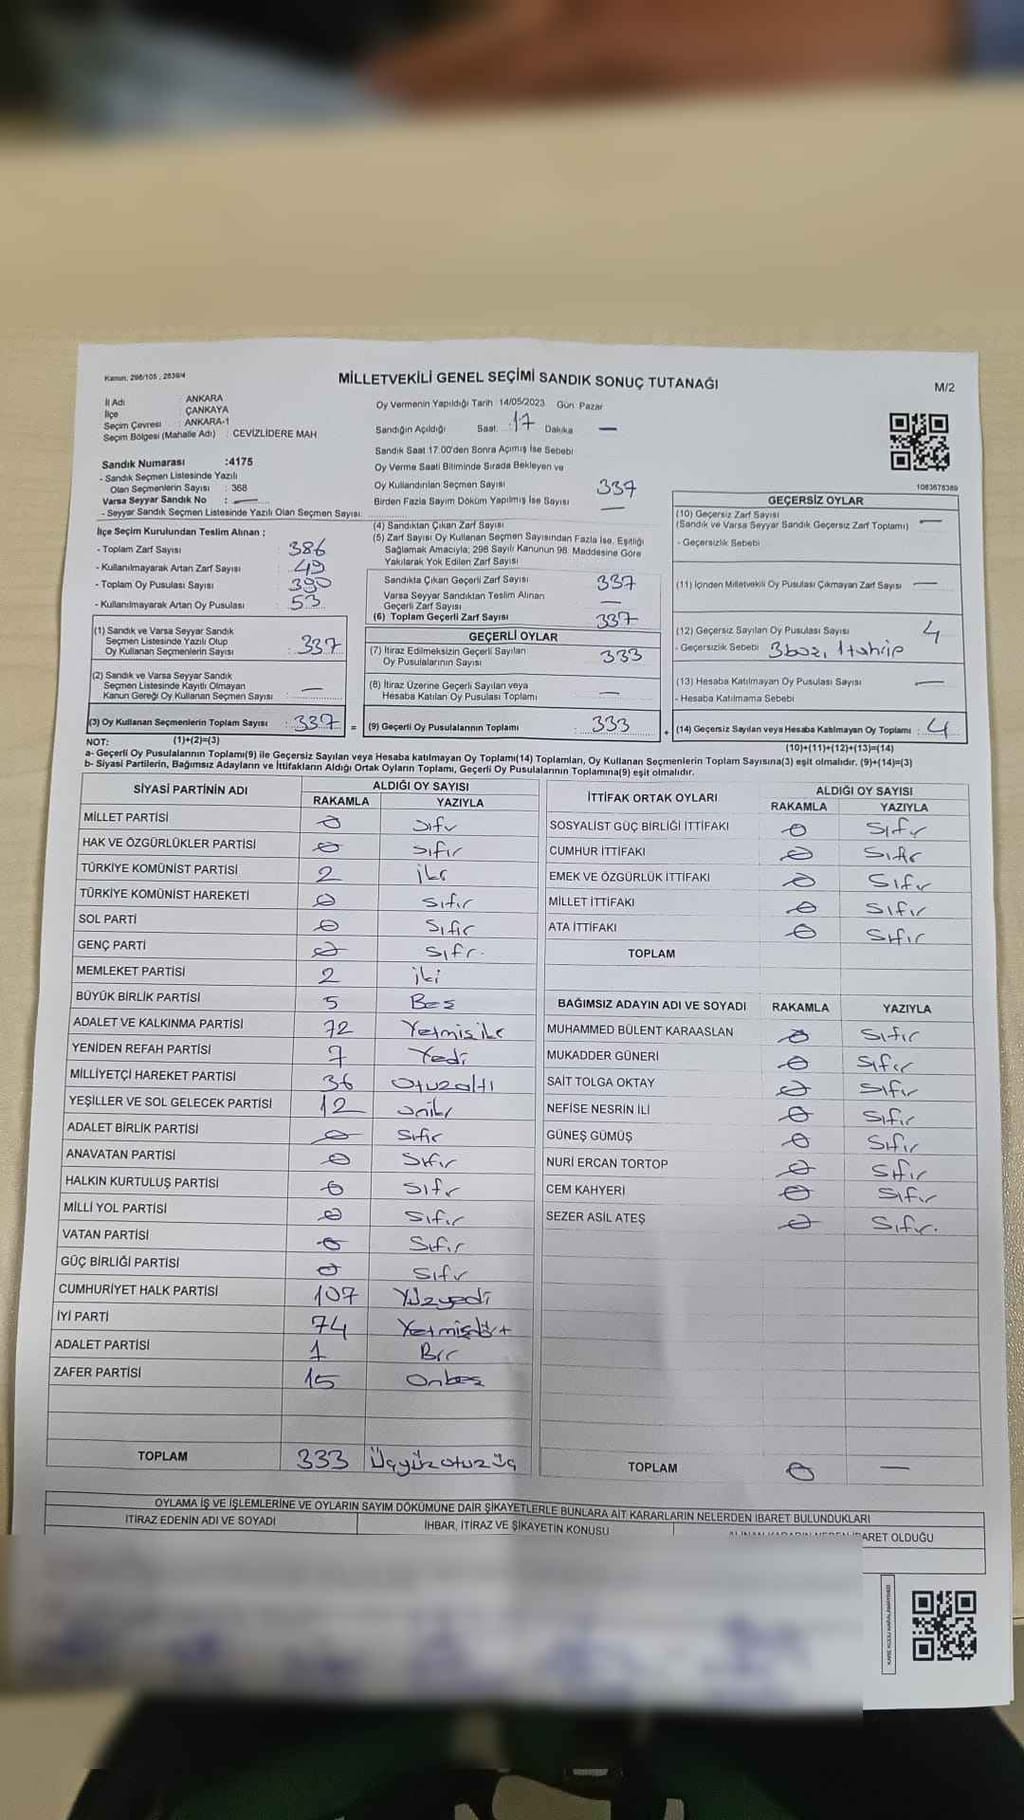 Kanun, 298/105 , 2839/4
MİLLETVEKİLİ GENEL SEÇİMİ SANDIK SONUÇ TUTANAĞI
M/2
İl Adı ANKARA
İlçe ÇANKAYA
Seçim Çevresi : ANKARA-1
Seçim Bölgesi (Mahalle Adı) : CEVİZLİDERE MAH
Sandık Numarası :4175
- Sandık Seçmen Listesinde Yazılı
Olan Seçmenlerin Sayısı : 368
Varsa Seyyar Sandık No : —
- Seyyar Sandık Seçmen Listesinde Yazılı Olan Seçmen Sayısı:
İlçe Seçim Kurulundan Teslim Alınan :
- Toplam Zarf Sayısı 386
- Kullanılmayarak Artan Zarf Sayısı 49
- Toplam Oy Pusulası Sayısı 390
- Kullanılmayarak Artan Oy Pusulası 53
(1) Sandık ve Varsa Seyyar Sandık
Seçmen Listesinde Yazılı Olup
Oy Kullanan Seçmenlerin Sayısı : 337
(2) Sandık ve Varsa Seyyar Sandık
Seçmen Listesinde Kayıtlı Olmayan
Kanun Gereği Oy Kullanan Seçmen Sayısı : —
(3) Oy Kullanan Seçmenlerin Toplam Sayısı : 337 =
(1)+(2)=(3)
Oy Vermenin Yapıldığı Tarih 14/05/2023 Gün Pazar
Sandığın Açıldığı Saat: 17 Dakika —
Sandık Saat 17.00'den Sonra Açımış İse Sebebi
Oy Verme Saati Bitiminde Sırada Bekleyen ve
Oy Kullandırılan Seçmen Sayısı 337
Birden Fazla Sayım Döküm Yapılmış İse Sayısı —
(4) Sandıktan Çıkan Zarf Sayısı
(5) Zarf Sayısı Oy Kullanan Seçmen Sayısından Fazla İse, Eşitliği
Sağlamak Amacıyla; 298 Sayılı Kanunun 98. Maddesine Göre
Yakılarak Yok Edilen Zarf Sayısı
Sandıkta Çıkan Geçerli Zarf Sayısı 337
Varsa Seyyar Sandıktan Teslim Alınan
Geçerli Zarf Sayısı —
(6) Toplam Geçerli Zarf Sayısı 337
GEÇERLİ OYLAR
(7) İtiraz Edilmeksizin Geçerli Sayılan
Oy Pusulalarının Sayısı 333
(8) İtiraz Üzerine Geçerli Sayılan veya
Hesaba Katılan Oy Pusulası Toplamı —
(9) Geçerli Oy Pusulalarının Toplamı : 333 +
1083678389
GEÇERSİZ OYLAR
(10) Geçersiz Zarf Sayısı
(Sandık ve Varsa Seyyar Sandık Geçersiz Zarf Toplamı) —
- Geçersizlik Sebebi
(11) İçinden Milletvekili Oy Pusulası Çıkmayan Zarf Sayısı —
(12) Geçersiz Sayılan Oy Pusulası Sayısı 4
- Geçersizlik Sebebi 3 bozı, 1 tahrip
(13) Hesaba Katılmayan Oy Pusulası Sayısı —
- Hesaba Katılmama Sebebi
(14) Geçersiz Sayılan veya Hesaba Katılmayan Oy Toplamı : 4
(10)+(11)+(12)+(13)=(14)
NOT:
a- Geçerli Oy Pusulalarının Toplamı(9) ile Geçersiz Sayılan veya Hesaba katılmayan Oy Toplamı(14) Toplamları, Oy Kullanan Seçmenlerin Toplam Sayısına(3) eşit olmalıdır. (9)+(14)=(3)
b- Siyasi Partilerin, Bağımsız Adayların ve İttifakların Aldığı Ortak Oyların Toplamı, Geçerli Oy Pusulalarının Toplamına(9) eşit olmalıdır.
SİYASİ PARTİNİN ADI ALDIĞI OY SAYISI
RAKAMLA YAZIYLA
MİLLET PARTİSİ 0 Sıfır
HAK VE ÖZGÜRLÜKLER PARTİSİ 0 Sıfır
TÜRKİYE KOMÜNİST PARTİSİ 2 iki
TÜRKİYE KOMÜNİST HAREKETİ 0 Sıfır
SOL PARTİ 0 Sıfır
GENÇ PARTİ 0 Sıfır.
MEMLEKET PARTİSİ 2 iki
BÜYÜK BİRLİK PARTİSİ 5 Beş
ADALET VE KALKINMA PARTİSİ 72 Yetmişiki
YENİDEN REFAH PARTİSİ 7 Yedi
MİLLİYETÇİ HAREKET PARTİSİ 36 Otuzaltı
YEŞİLLER VE SOL GELECEK PARTİSİ 12 oniki
ADALET BİRLİK PARTİSİ 0 Sıfır
ANAVATAN PARTİSİ 0 Sıfır
HALKIN KURTULUŞ PARTİSİ 0 Sıfır
MİLLİ YOL PARTİSİ 0 Sıfır
VATAN PARTİSİ 0 Sıfır
GÜÇ BİRLİĞİ PARTİSİ 0 Sıfır
CUMHURİYET HALK PARTİSİ 107 Yüzyedi
İYİ PARTİ 74 Yetmişdört
ADALET PARTİSİ 1 Bir
ZAFER PARTİSİ 15 Onbeş
TOPLAM 333 Üçyüzotuzüç
İTTİFAK ORTAK OYLARI ALDIĞI OY SAYISI
RAKAMLA YAZIYLA
SOSYALİST GÜÇ BİRLİĞİ İTTİFAKI 0 Sıfır
CUMHUR İTTİFAKI 0 Sıfır
EMEK VE ÖZGÜRLÜK İTTİFAKI 0 Sıfır
MİLLET İTTİFAKI 0 Sıfır
ATA İTTİFAKI 0 Sıfır
TOPLAM
BAĞIMSIZ ADAYIN ADI VE SOYADI RAKAMLA YAZIYLA
MUHAMMED BÜLENT KARAASLAN 0 Sıfır
MUKADDER GÜNERİ 0 Sıfır
SAİT TOLGA OKTAY 0 Sıfır
NEFİSE NESRİN İLİ 0 Sıfır
GÜNEŞ GÜMÜŞ 0 Sıfır
NURİ ERCAN TORTOP 0 Sıfır
CEM KAHYERİ 0 Sıfır
SEZER ASİL ATEŞ 0 Sıfır.
TOPLAM 0 —
OYLAMA İŞ VE İŞLEMLERİNE VE OYLARIN SAYIM DÖKÜMÜNE DAİR ŞİKAYETLERLE BUNLARA AİT KARARLARIN NELERDEN İBARET BULUNDUKLARI
İTİRAZ EDENİN ADI VE SOYADI İHBAR, İTİRAZ VE ŞİKAYETİN KONUSU OLDUĞU